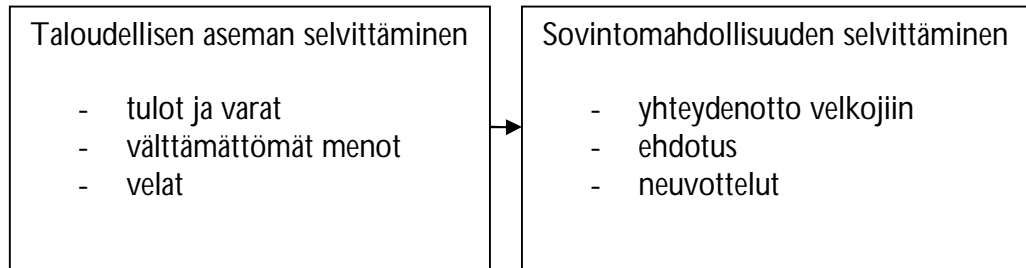 Taloudellisen aseman selvittäminen
- tulot ja varat
- välttämättömät menot
- velat
Sovintomahdollisuuden selvittäminen
- yhteydenotto velkojiin
- ehdotus
- neuvottelut